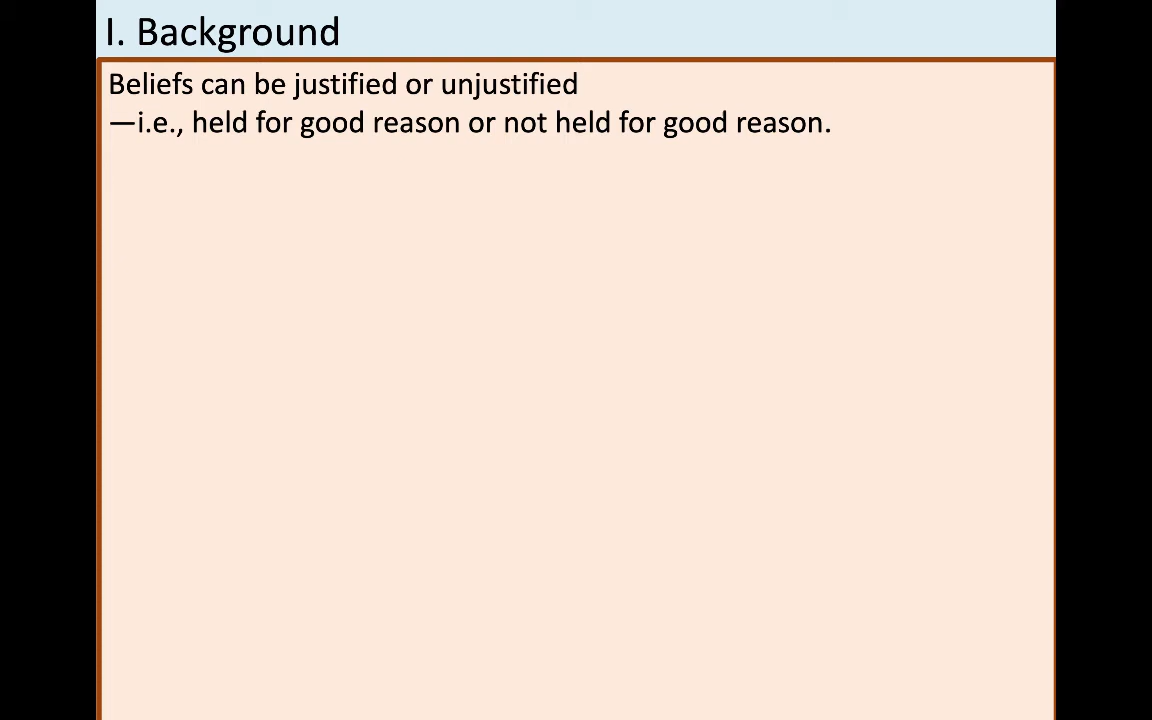 I. Background
Beliefs can be justified or unjustified
—i.e., held for good reason or not held for good reason.